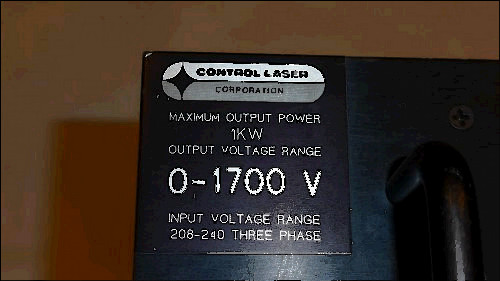 CONTROL LASER
CORPORATION
MAXIMUM OUTPUT POWER
1KW
OUTPUT VOLTAGE RANGE
0-1700 V
INPUT VOLTAGE RANGE
208-240 THREE PHASE